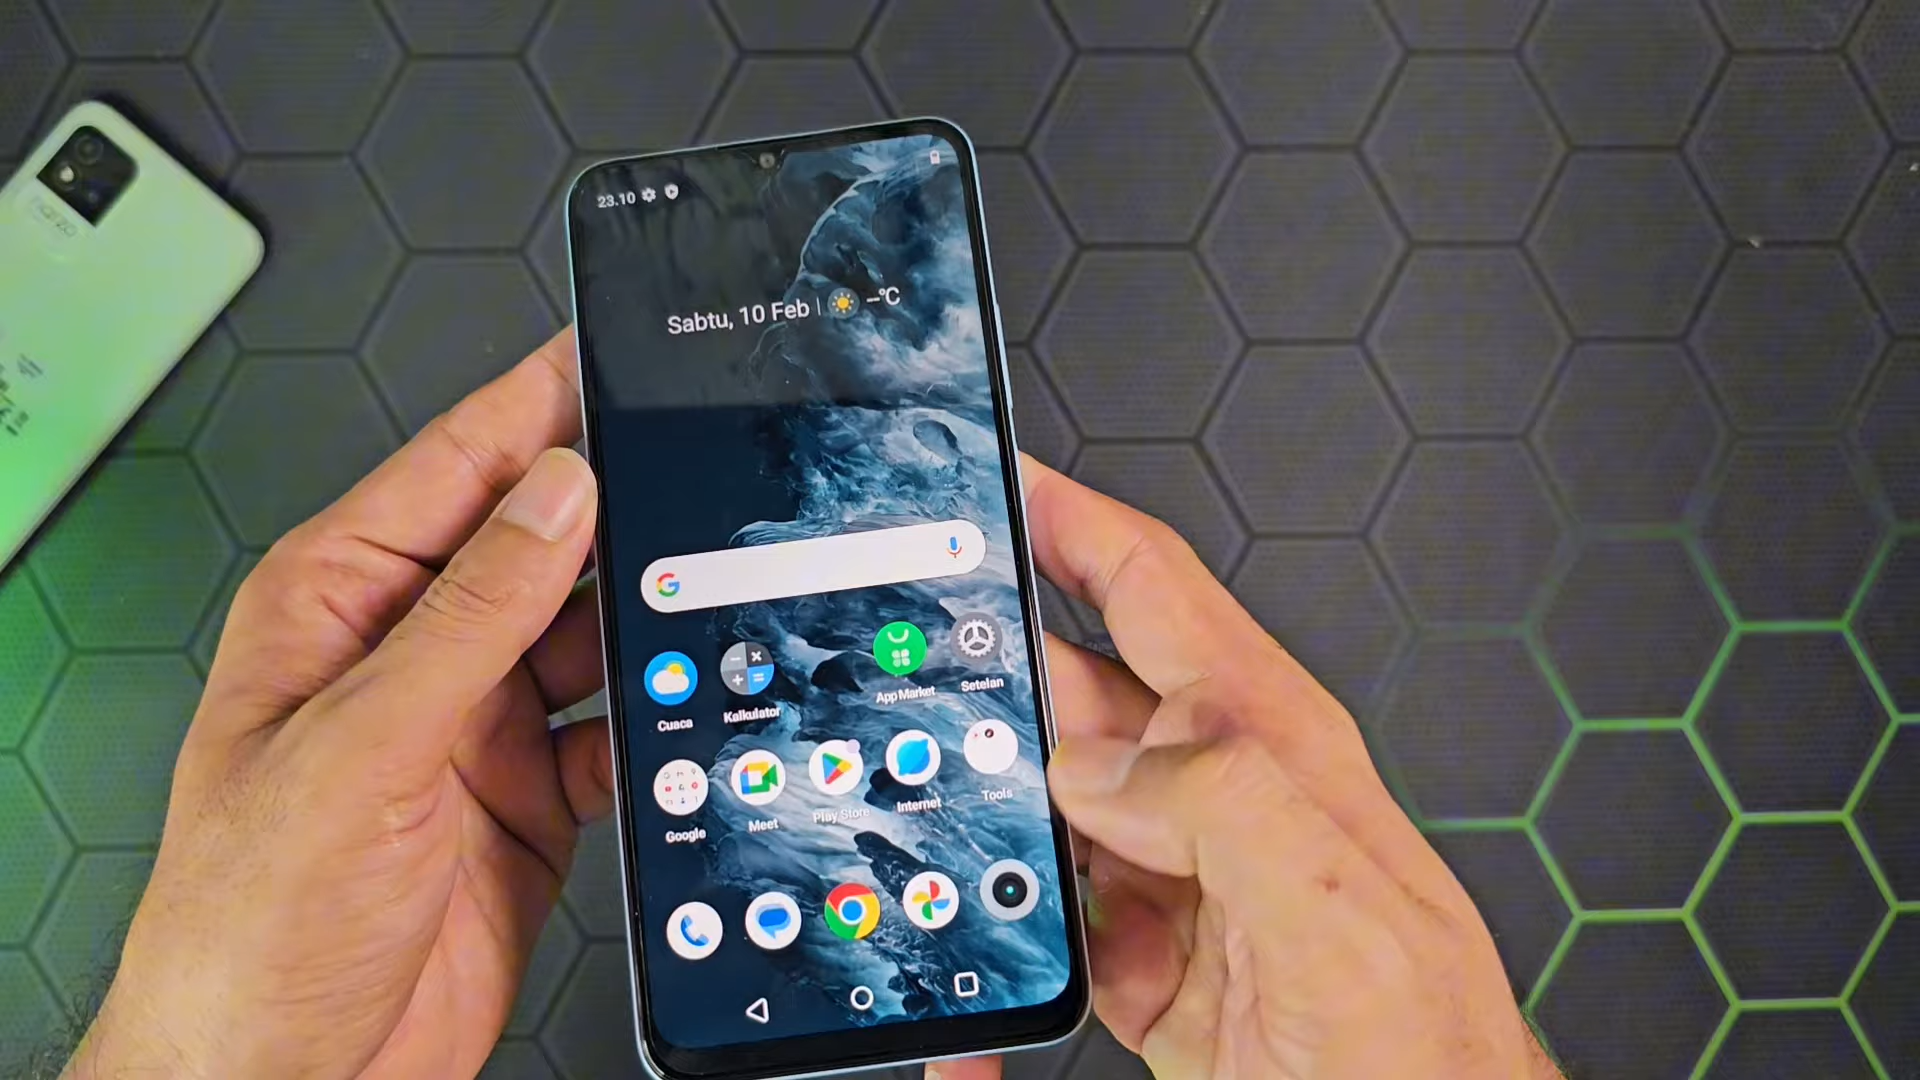 23.10
Sabtu, 10 Feb | --°C
Cuaca
Kalkulator
App Market
Setelan
Google
Meet
Play Store
Internet
Tools